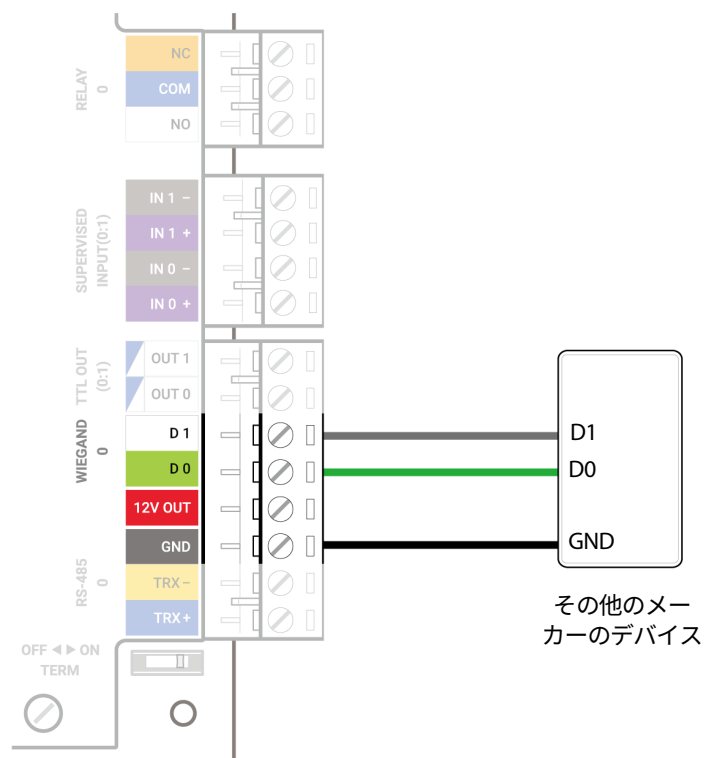 RELAY
0
NC
COM
NO
SUPERVISED
INPUT(0:1)
IN 1 −
IN 1 +
IN 0 −
IN 0 +
TTL OUT
(0:1)
OUT 1
OUT 0
WIEGAND
0
D 1
D 0
12V OUT
GND
RS-485
0
TRX −
TRX +
OFF ◀ ▶ ON
TERM
D1
D0
GND
その他のメー
カーのデバイス